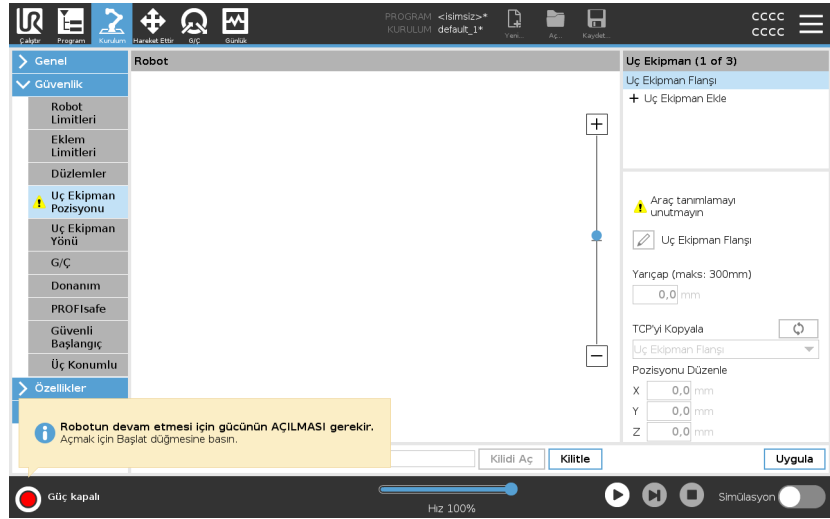 PROGRAM <isimsiz>*
KURULUM default_1*
cccc
cccc
Çalıştır Program Kurulum Hareket Ettir G/Ç Günlük
Yeni... Aç... Kaydet...
Genel
Robot
Uç Ekipman (1 of 3)
Güvenlik
Uç Ekipman Flanşı
+ Uç Ekipman Ekle
Robot
Limitleri
Eklem
Limitleri
Düzlemler
Uç Ekipman
Pozisyonu
Uç Ekipman
Yönü
G/Ç
Donanım
PROFIsafe
Güvenli
Başlangıç
Üç Konumlu
Özellikler
Araç tanımlamayı
unutmayın
Uç Ekipman Flanşı
Yarıçap (maks: 300mm)
0,0 mm
TCP'yi Kopyala
Uç Ekipman Flanşı
Pozisyonu Düzenle
X 0,0 mm
Y 0,0 mm
Z 0,0 mm
Robotun devam etmesi için gücünün AÇILMASI gerekir.
Açmak için Başlat düğmesine basın.
Kilidi Aç Kilitle Uygula
Güç kapalı
Hız 100%
Simülasyon